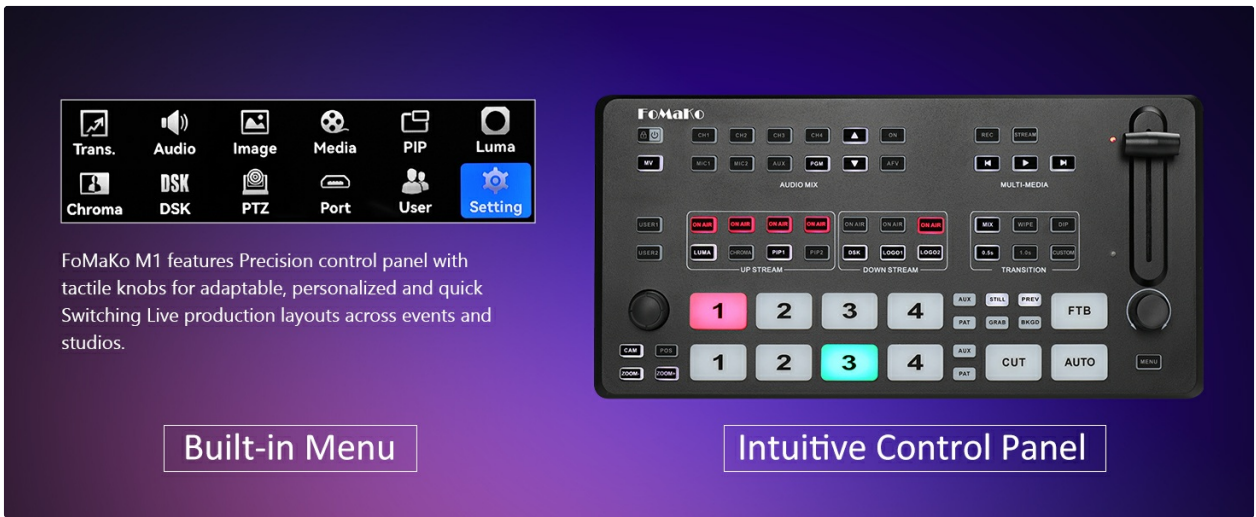 Trans. Audio Image Media PIP Luma
DSK
Chroma DSK PTZ Port User Setting
FoMaKo M1 features Precision control panel with
tactile knobs for adaptable, personalized and quick
Switching Live production layouts across events and
studios.
Built-in Menu
FoMaKo
CH1 CH2 CH3 CH4 ON REC STREAM
MV MIC1 MIC2 AUX PGM AFV
AUDIO MIX MULTI-MEDIA
USER1 ON AIR ON AIR ON AIR ON AIR ON AIR ON AIR ON AIR MIX WIPE DIP
USER2 LUMA CHROMA PIP1 PIP2 DSK LOGO1 LOGO2 0.5s 1.0s CUSTOM
UP STREAM DOWN STREAM TRANSITION
1 2 3 4 AUX STILL PREV FTB
PAT GRAB BKGD
CAM POS 1 2 3 4 AUX CUT AUTO MENU
ZOOM- ZOOM+ PAT
Intuitive Control Panel